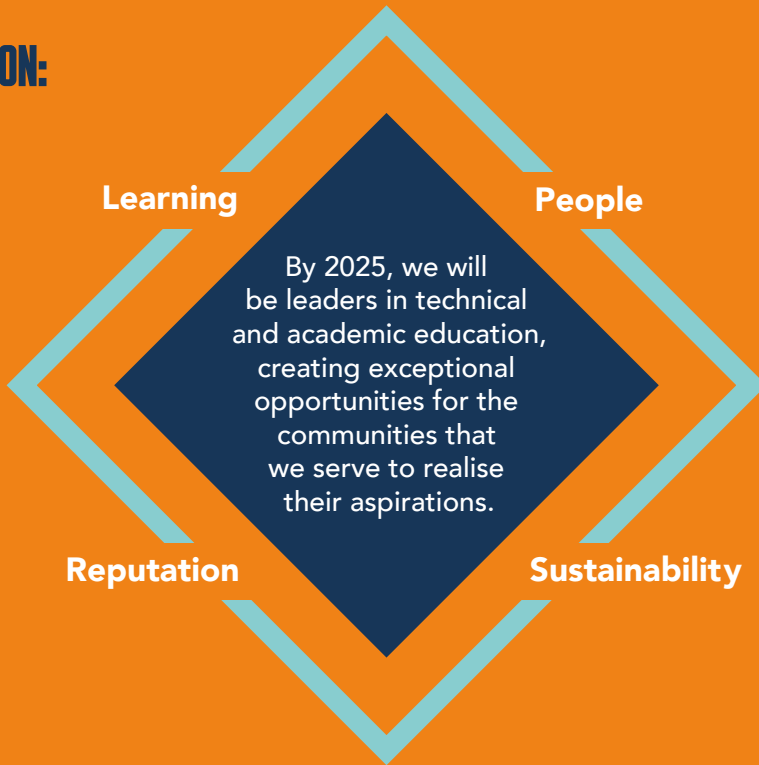 ON:
Learning
People
By 2025, we will
be leaders in technical
and academic education,
creating exceptional
opportunities for the
communities that
we serve to realise
their aspirations.
Reputation
Sustainability